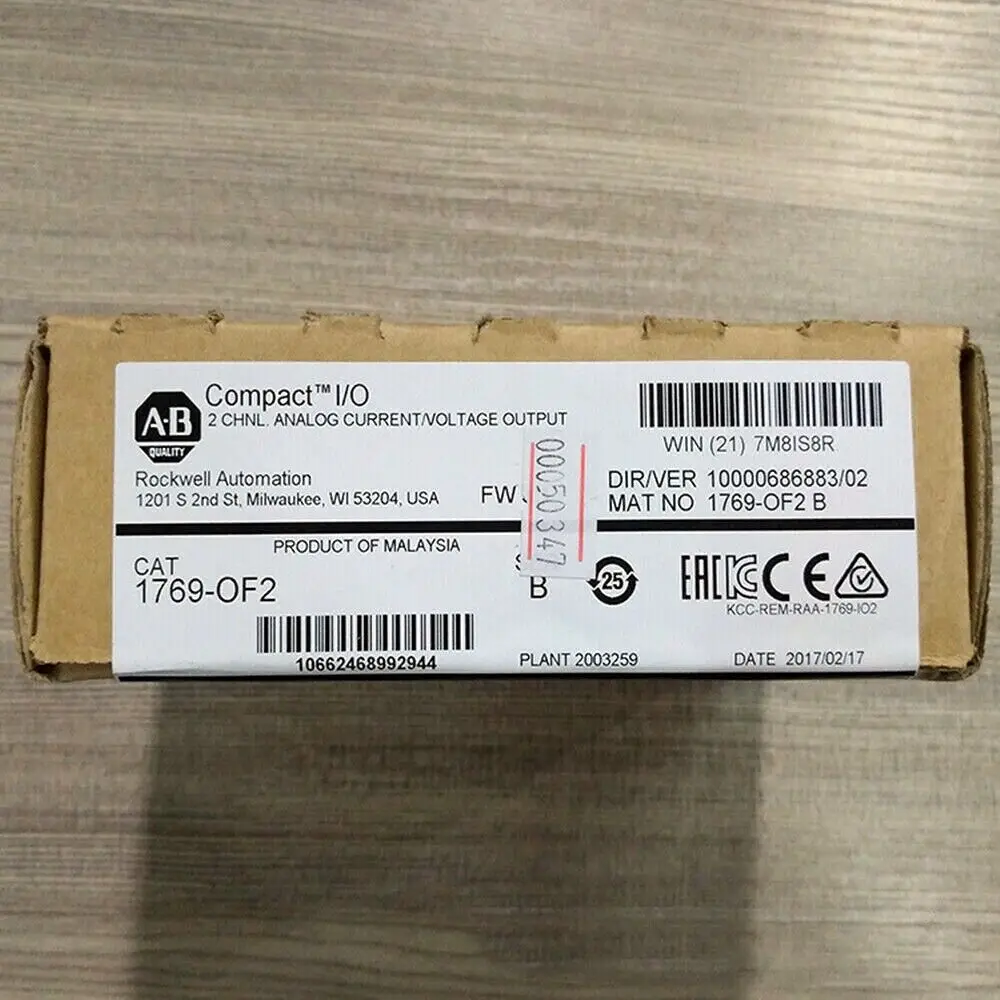 A-B
QUALITY
Compact™ I/O
2 CHNL. ANALOG CURRENT/VOLTAGE OUTPUT
Rockwell Automation
1201 S 2nd St, Milwaukee, WI 53204, USA
FW
00050347
WIN (21) 7M8IS8R
DIR/VER 10000686883/02
MAT NO 1769-OF2 B
PRODUCT OF MALAYSIA
CAT
1769-OF2
B
25
EAC KC CE
KCC-REM-RAA-1769-IO2
10662468992944
PLANT 2003259
DATE 2017/02/17